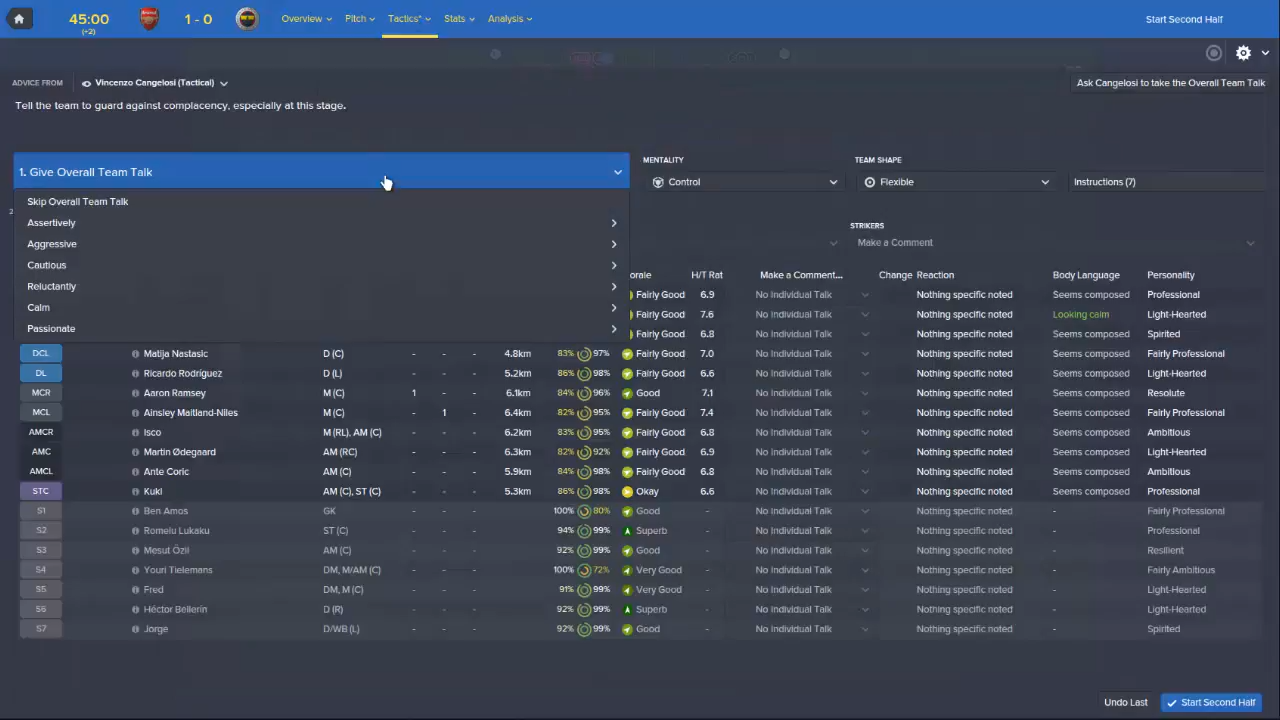 45:00
(+2)
1 - 0
Overview
Pitch
Tactics*
Stats
Analysis
Start Second Half
ADVICE FROM
Vincenzo Cangelosi (Tactical)
Ask Cangelosi to take the Overall Team Talk
Tell the team to guard against complacency, especially at this stage.
1. Give Overall Team Talk
MENTALITY
TEAM SHAPE
Control
Flexible
Instructions (7)
Skip Overall Team Talk
Assertively
Aggressive
Cautious
Reluctantly
Calm
Passionate
STRIKERS
Make a Comment
H/T Rat Make a Comment... Change Reaction Body Language Personality
Fairly Good 6.9 No Individual Talk Nothing specific noted Seems composed Professional
Fairly Good 7.6 No Individual Talk Nothing specific noted Looking calm Light-Hearted
Fairly Good 6.8 No Individual Talk Nothing specific noted Seems composed Spirited
DCL Matija Nastasic D (C) - - - 4.8km 83% 97% Fairly Good 7.0 No Individual Talk Nothing specific noted Seems composed Fairly Professional
DL Ricardo Rodríguez D (L) - - - 5.2km 86% 98% Fairly Good 6.6 No Individual Talk Nothing specific noted Seems composed Light-Hearted
MCR Aaron Ramsey M (C) 1 - - 6.1km 84% 96% Good 7.1 No Individual Talk Nothing specific noted Seems composed Resolute
MCL Ainsley Maitland-Niles M (C) - 1 - 6.4km 82% 95% Fairly Good 7.4 No Individual Talk Nothing specific noted Seems composed Fairly Professional
AMCR Isco M (RL), AM (C) - - - 6.2km 83% 95% Fairly Good 6.8 No Individual Talk Nothing specific noted Seems composed Ambitious
AMC Martin Ødegaard AM (RC) - - - 6.3km 82% 92% Fairly Good 6.9 No Individual Talk Nothing specific noted Seems composed Light-Hearted
AMCL Ante Coric AM (C) - - - 5.9km 84% 98% Fairly Good 6.8 No Individual Talk Nothing specific noted Seems composed Ambitious
STC Kuki AM (C), ST (C) - - - 5.3km 86% 98% Okay 6.6 No Individual Talk Nothing specific noted Seems composed Professional
S1 Ben Amos GK - - - 100% 80% Good - No Individual Talk Nothing specific noted - Fairly Professional
S2 Romelu Lukaku ST (C) - - - 94% 99% Superb - No Individual Talk Nothing specific noted - Professional
S3 Mesut Özil AM (C) - - - 92% 99% Good - No Individual Talk Nothing specific noted - Resilient
S4 Youri Tielemans DM, M/AM (C) - - - 100% 72% Very Good - No Individual Talk Nothing specific noted - Fairly Ambitious
S5 Fred DM, M (C) - - - 91% 99% Very Good - No Individual Talk Nothing specific noted - Light-Hearted
S6 Héctor Bellerín D (R) - - - 92% 99% Superb - No Individual Talk Nothing specific noted - Light-Hearted
S7 Jorge D/WB (L) - - - 92% 99% Good - No Individual Talk Nothing specific noted - Spirited
Undo Last
Start Second Half